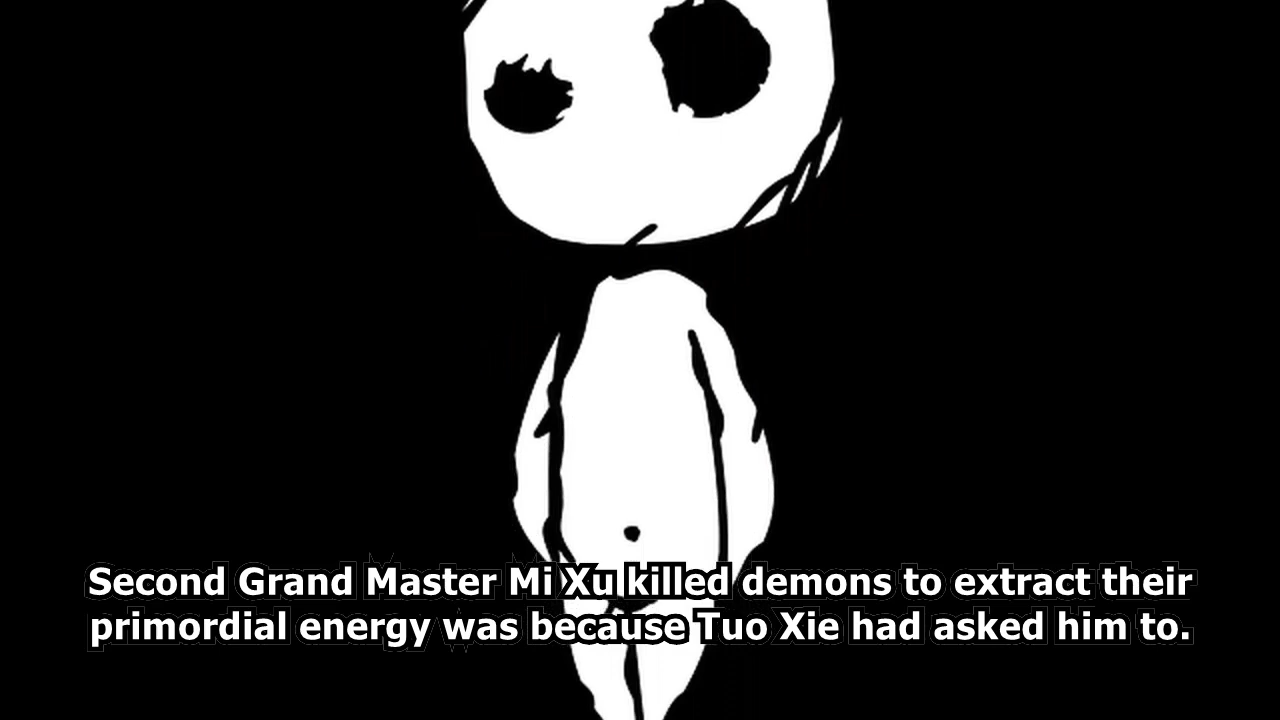 Second Grand Master Mi Xu killed demons to extract their
primordial energy was because Tuo Xie had asked him to.